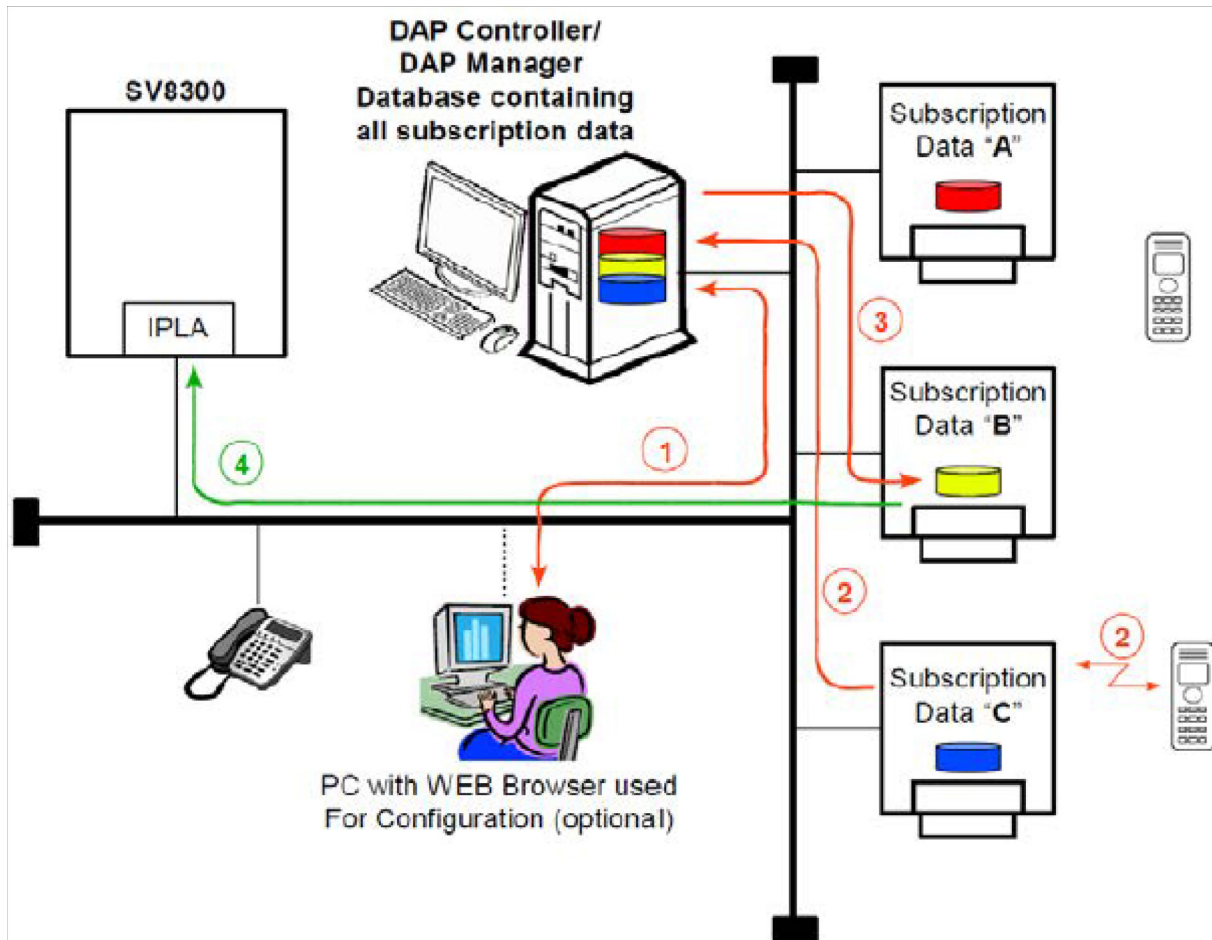 DAP Controller/
DAP Manager
Database containing
all subscription data
SV8300
IPLA
Subscription
Data "A"
3
Subscription
Data "B"
1
4
2
2
Subscription
Data "C"
PC with WEB Browser used
For Configuration (optional)